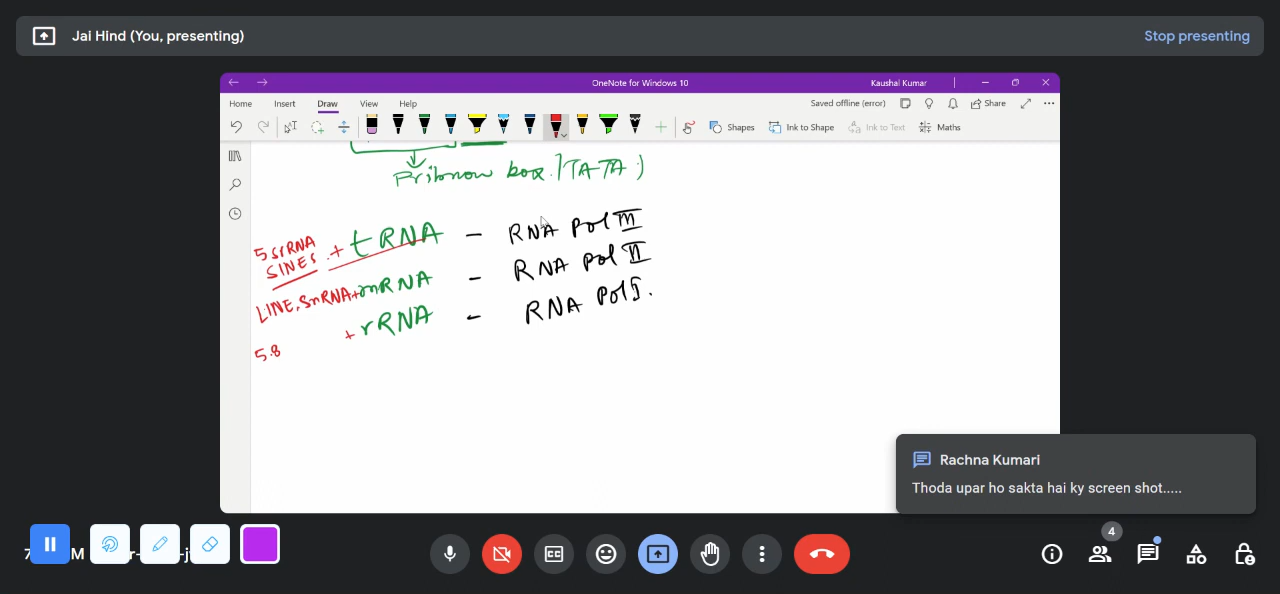 Jai Hind (You, presenting)
Stop presenting
OneNote for Windows 10
Kaushal Kumar
Home Insert Draw View Help
Saved offline (error)
Share
Shapes
Ink to Shape
Ink to Text
Maths
Pribnow box. (TATA)
5srRNA
SINES + tRNA - RNA Pol III
LINE, SnRNA+mRNA - RNA pol II
+ rRNA - RNA Pol I.
5.8
Rachna Kumari
Thoda upar ho sakta hai ky screen shot.....
4